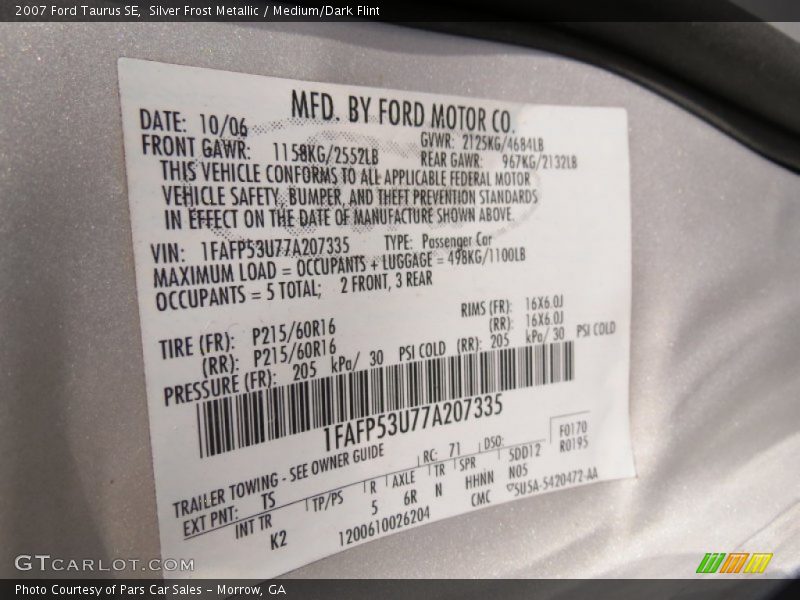 2007 Ford Taurus SE, Silver Frost Metallic / Medium/Dark Flint
MFD. BY FORD MOTOR CO.
DATE: 10/06 GVWR: 2125KG/4684LB
FRONT GAWR: 1158KG/2552LB REAR GAWR: 967KG/2132LB
THIS VEHICLE CONFORMS TO ALL APPLICABLE FEDERAL MOTOR
VEHICLE SAFETY, BUMPER, AND THEFT PREVENTION STANDARDS
IN EFFECT ON THE DATE OF MANUFACTURE SHOWN ABOVE.
VIN: 1FAFP53U77A207335 TYPE: Passenger Car
MAXIMUM LOAD = OCCUPANTS + LUGGAGE = 498KG/1100LB
OCCUPANTS = 5 TOTAL; 2 FRONT, 3 REAR
TIRE (FR): P215/60R16 RIMS (FR): 16X6.0J
(RR): P215/60R16 (RR): 16X6.0J
PRESSURE (FR): 205 kPa/ 30 PSI COLD (RR): 205 kPa/ 30 PSI COLD
1FAFP53U77A207335
TRAILER TOWING - SEE OWNER GUIDE RC: 71 DSO: F0170
EXT PNT: TS 5DD12 R0195
INT TR TP/PS R AXLE TR SPR N05
K2 5 6R N HHNN
1200610026204 CMC 5U5A-5420472-AA
GTCARLOT.COM
Photo Courtesy of Pars Car Sales - Morrow, GA